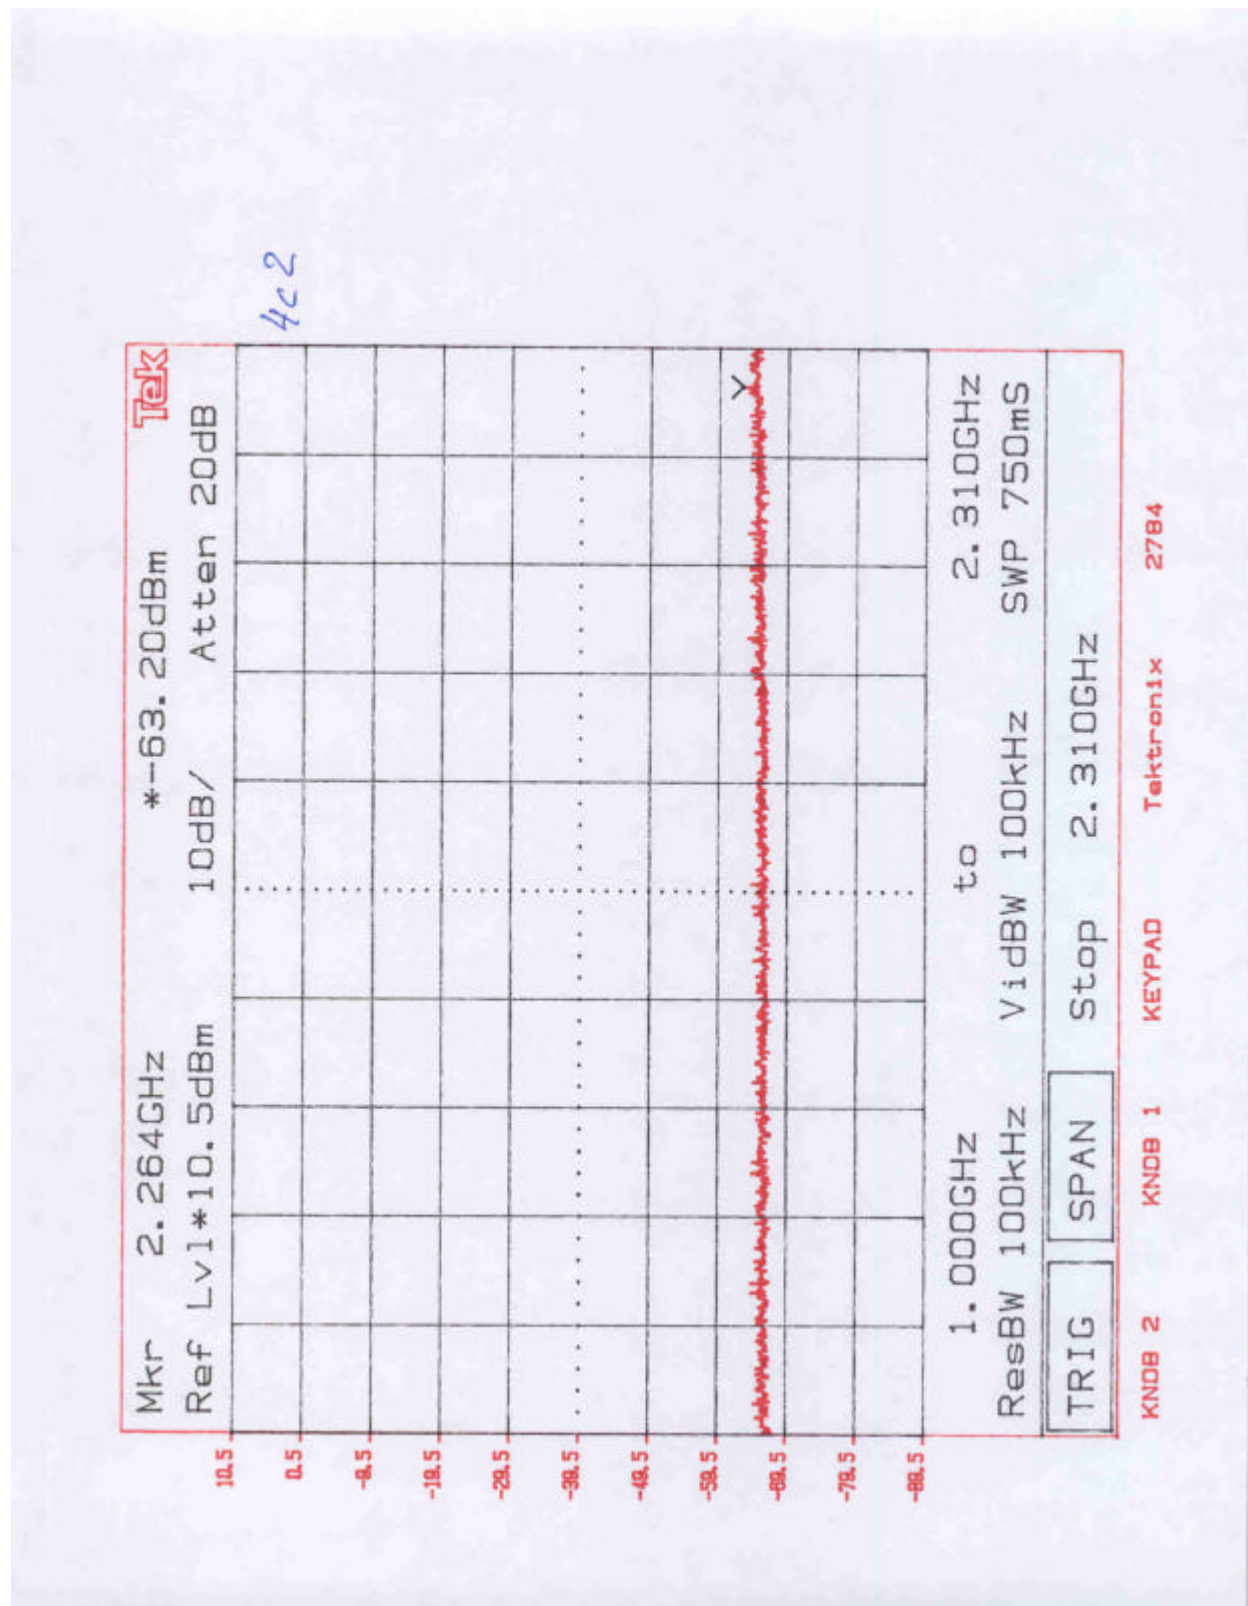 Mkr 2.264GHz *-63.20dBm Tek
Ref Lvl*10.5dBm 10dB/ Atten 20dB
4c2
10.5
0.5
-9.5
-19.5
-29.5
-39.5
-49.5
-59.5
-69.5
-79.5
-89.5
1.000GHz to 2.310GHz
ResBW 100kHz VidBW 100kHz SWP 750mS
TRIG SPAN Stop 2.310GHz
KNOB 2 KNOB 1 KEYPAD Tektronix 2784